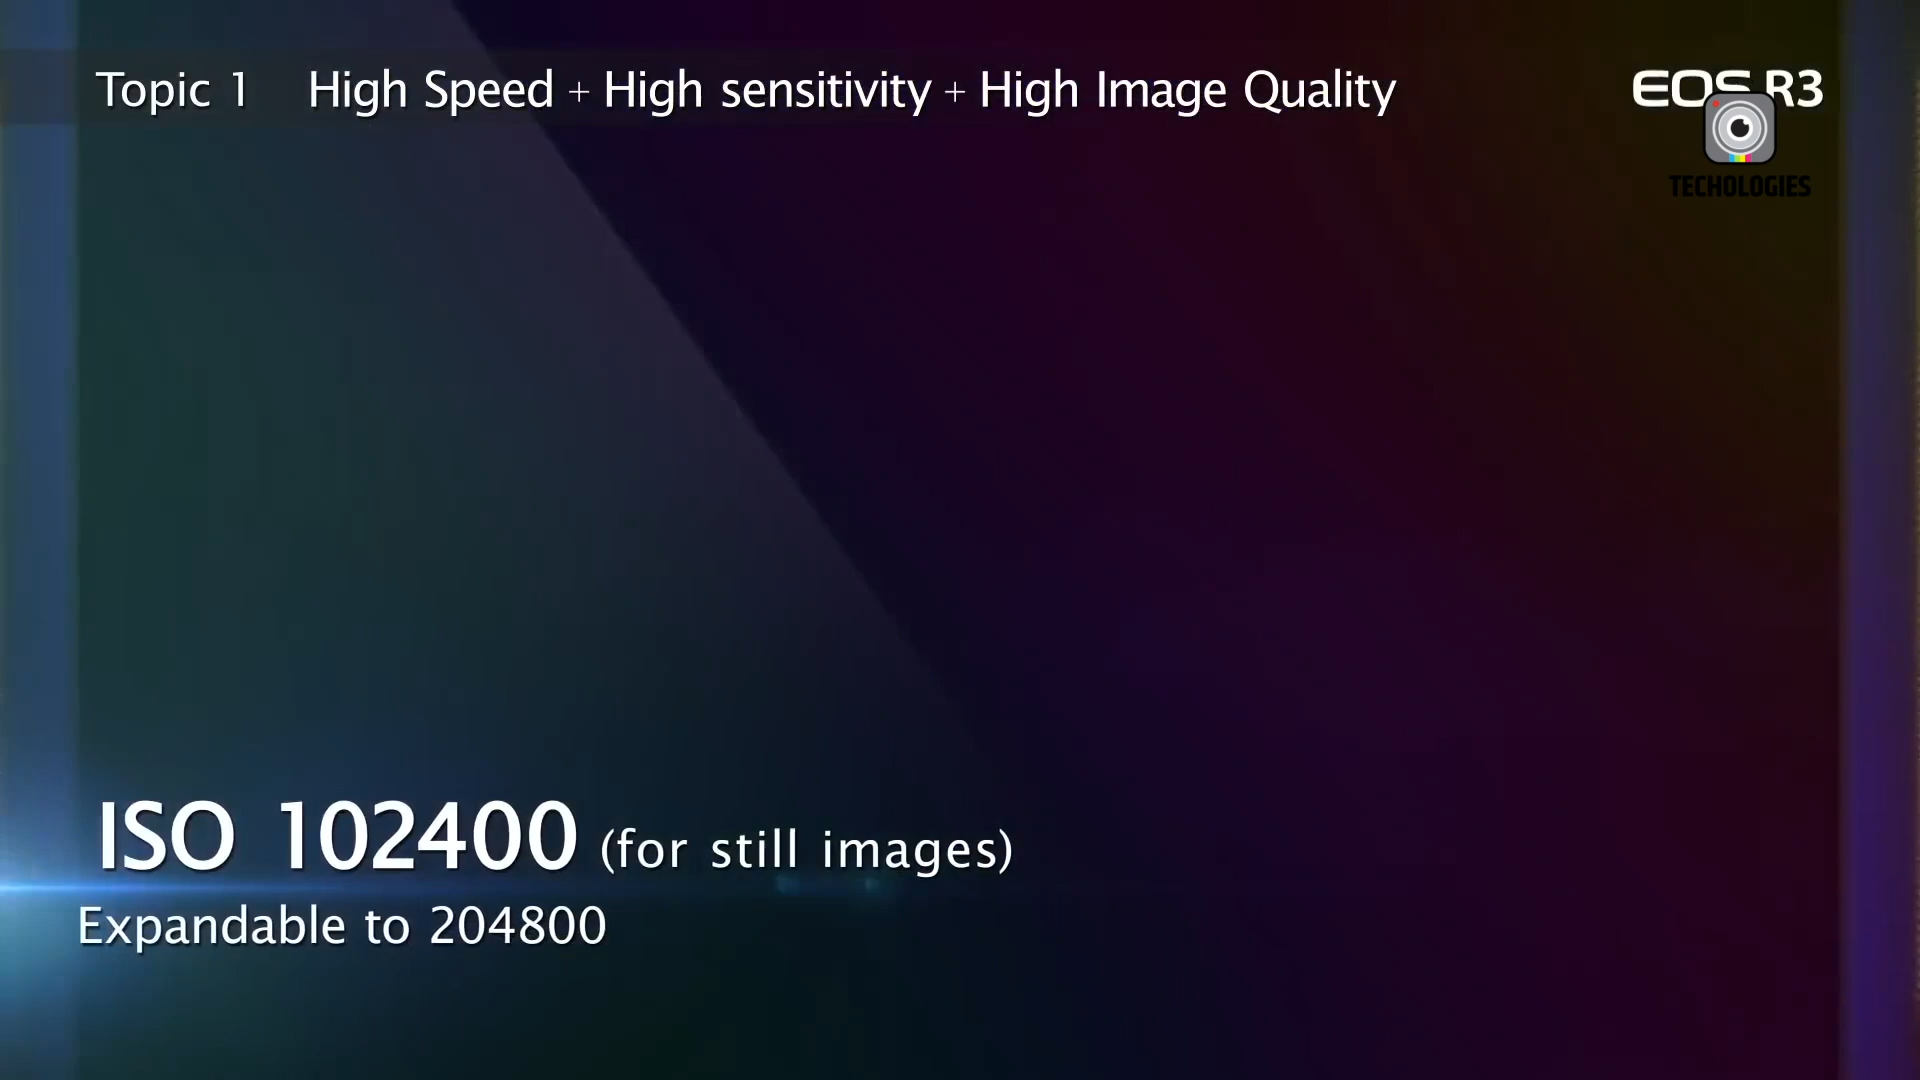 Topic 1 High Speed + High sensitivity + High Image Quality
EOS R3
TECHOLOGIES
ISO 102400 (for still images)
Expandable to 204800